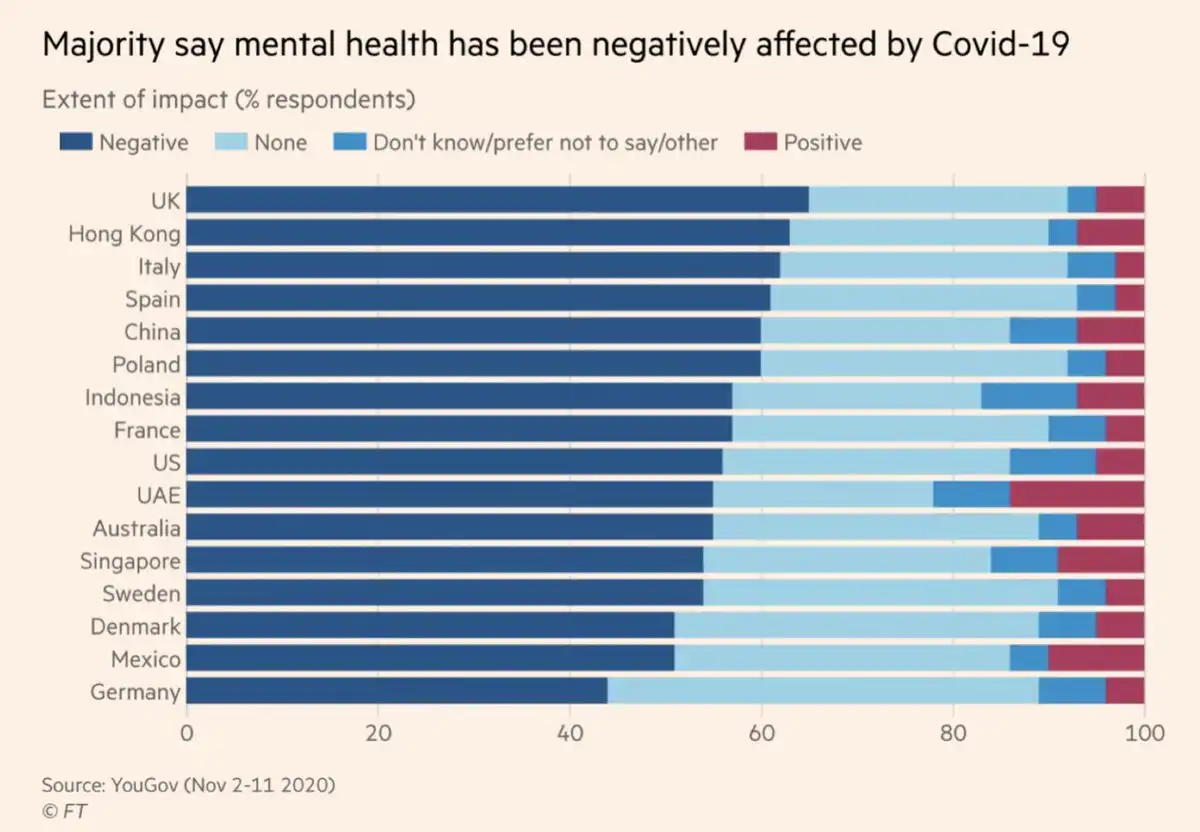 Majority say mental health has been negatively affected by Covid-19
Extent of impact (% respondents)
Negative None Don't know/prefer not to say/other Positive
UK
Hong Kong
Italy
Spain
China
Poland
Indonesia
France
US
UAE
Australia
Singapore
Sweden
Denmark
Mexico
Germany
0 20 40 60 80 100
Source: YouGov (Nov 2-11 2020)
© FT